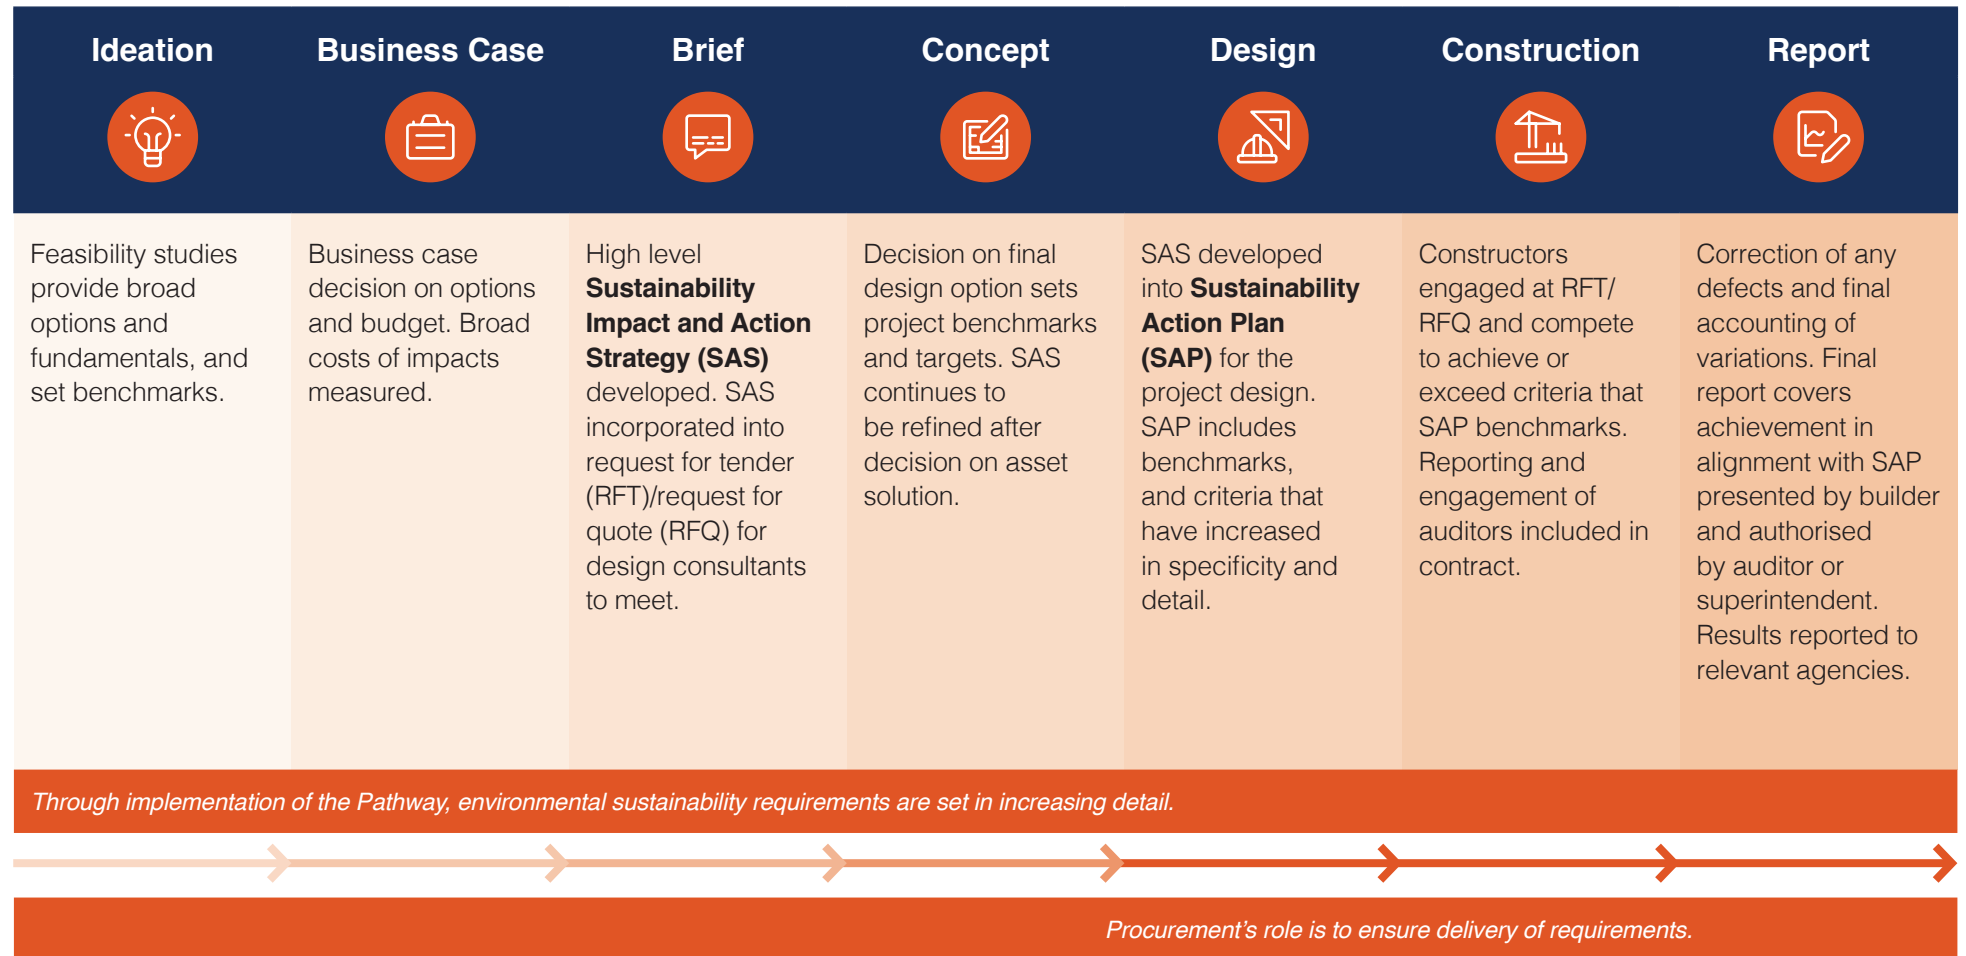 Ideation
Business Case
Brief
Concept
Design
Construction
Report
Feasibility studies
provide broad
options and
fundamentals, and
set benchmarks.
Business case
decision on options
and budget. Broad
costs of impacts
measured.
High level
Sustainability
Impact and Action
Strategy (SAS)
developed. SAS
incorporated into
request for tender
(RFT)/request for
quote (RFQ) for
design consultants
to meet.
Decision on final
design option sets
project benchmarks
and targets. SAS
continues to
be refined after
decision on asset
solution.
SAS developed
into Sustainability
Action Plan
(SAP) for the
project design.
SAP includes
benchmarks,
and criteria that
have increased
in specificity and
detail.
Constructors
engaged at RFT/
RFQ and compete
to achieve or
exceed criteria that
SAP benchmarks.
Reporting and
engagement of
auditors included in
contract.
Correction of any
defects and final
accounting of
variations. Final
report covers
achievement in
alignment with SAP
presented by builder
and authorised
by auditor or
superintendent.
Results reported to
relevant agencies.
Through implementation of the Pathway, environmental sustainability requirements are set in increasing detail.
Procurement's role is to ensure delivery of requirements.